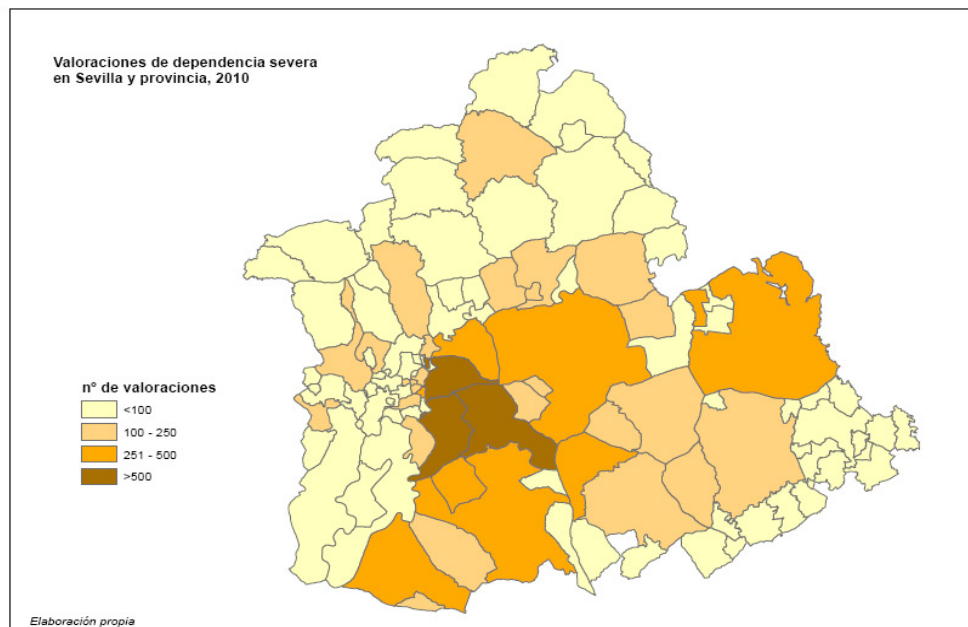 Valoraciones de dependencia severa
en Sevilla y provincia, 2010
nº de valoraciones
<100
100 - 250
251 - 500
>500
Elaboración propia